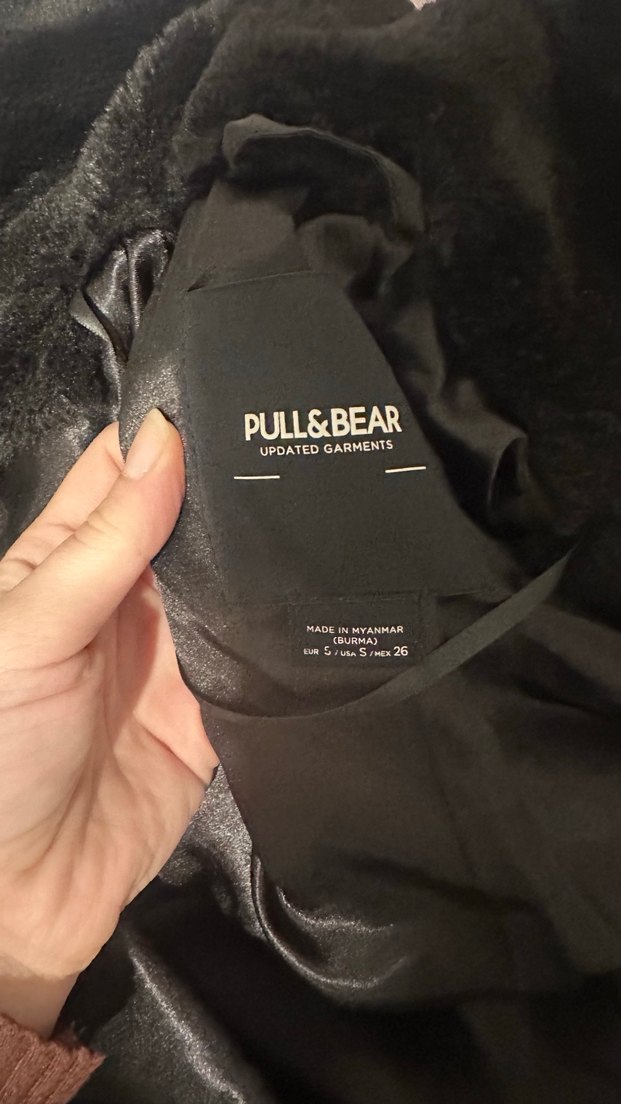 PULL&BEAR
UPDATED GARMENTS
MADE IN MYANMAR
(BURMA)
EUR S / USA S / MEX 26